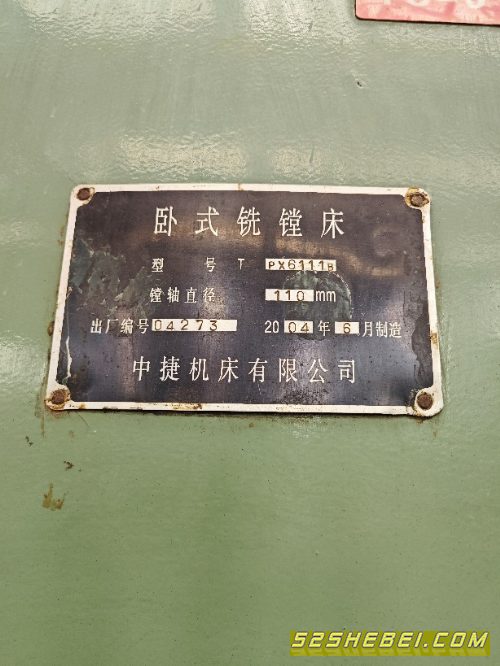 卧式铣镗床
型 号 T PX6111B
镗轴直径 110 mm
出厂编号 04273 2004年6月制造
中捷机床有限公司
52SHEBEI.COM